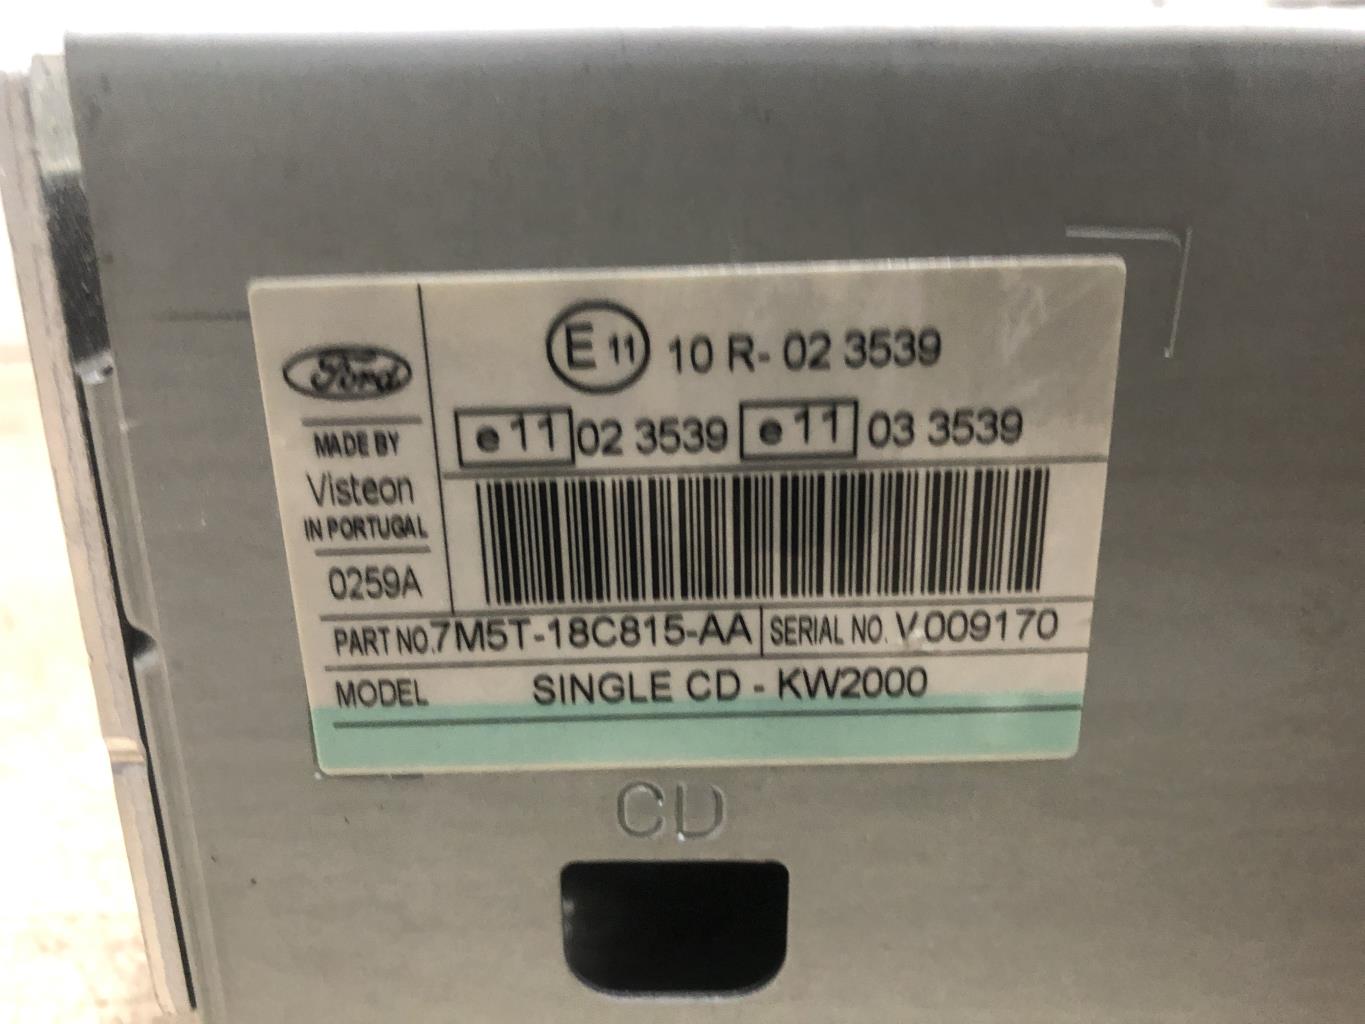 Ford
MADE BY
Visteon
IN PORTUGAL
0259A
E 11 10 R- 02 3539
e 11 02 3539 e 11 03 3539
PART NO. 7M5T-18C815-AA SERIAL NO. V 009170
MODEL SINGLE CD - KW2000
CD